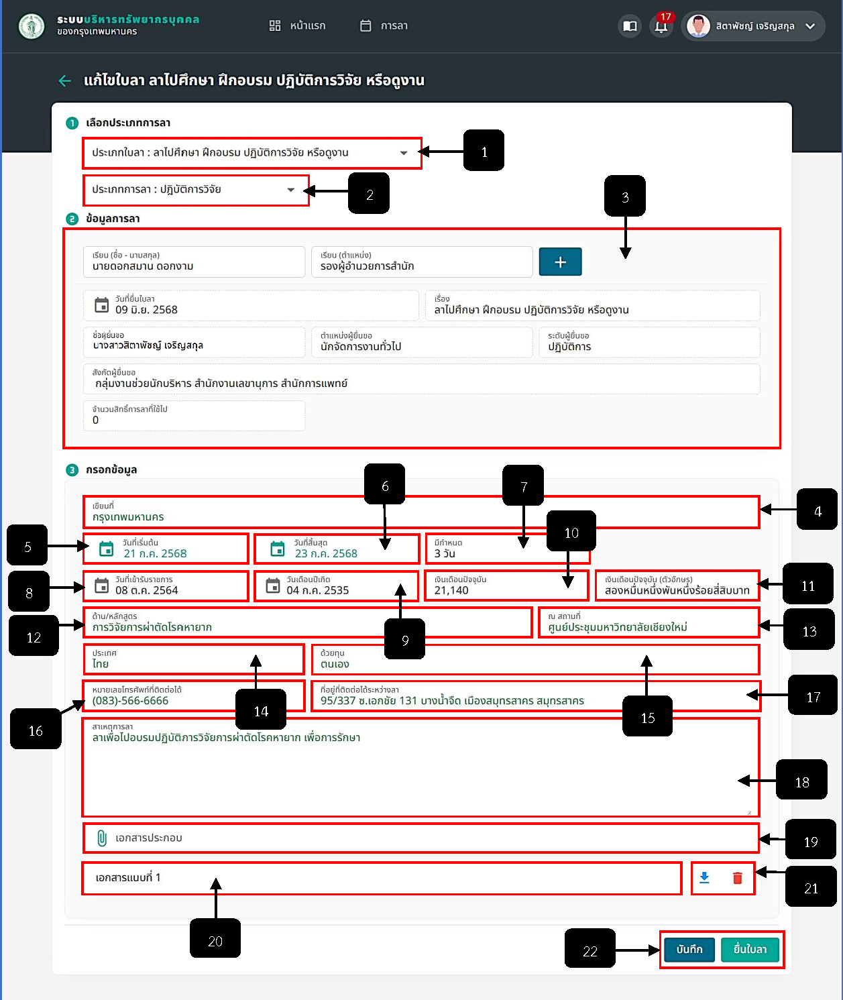 ระบบบริหารทรัพยากรบุคคล
ของกรุงเทพมหานคร
หน้าแรก
การลา
17
สิตาพัชญ์ เจริญสกุล
แก้ไขใบลา ลาไปศึกษา ฝึกอบรม ปฏิบัติการวิจัย หรือดูงาน
1 เลือกประเภทการลา
ประเภทใบลา : ลาไปศึกษา ฝึกอบรม ปฏิบัติการวิจัย หรือดูงาน
1
ประเภทการลา : ปฏิบัติการวิจัย
2
3
2 ข้อมูลการลา
เรียน (ชื่อ - นามสกุล)
นายดอกสมาน ดอกงาม
เรียน (ตำแหน่ง)
รองผู้อำนวยการสำนัก
+
วันที่ยื่นใบลา
09 มิ.ย. 2568
เรื่อง
ลาไปศึกษา ฝึกอบรม ปฏิบัติการวิจัย หรือดูงาน
ชื่อผู้ยื่นขอ
นางสาวสิตาพัชญ์ เจริญสกุล
ตำแหน่งผู้ยื่นขอ
นักจัดการงานทั่วไป
ระดับผู้ยื่นขอ
ปฏิบัติการ
สังกัดผู้ยื่นขอ
กลุ่มงานช่วยนักบริหาร สำนักงานเลขานุการ สำนักการแพทย์
จำนวนสิทธิ์การลาที่ใช้ไป
0
3 กรอกข้อมูล
6
7
เขียนที่
กรุงเทพมหานคร
4
5
วันที่เริ่มต้น
21 ก.ค. 2568
วันที่สิ้นสุด
23 ก.ค. 2568
มีกำหนด
3 วัน
10
8
วันที่เข้ารับราชการ
08 ต.ค. 2564
วันเดือนปีเกิด
04 ก.ค. 2535
เงินเดือนปัจจุบัน
21,140
เงินเดือนปัจจุบัน (ตัวอักษร)
สองหมื่นหนึ่งพันหนึ่งร้อยสี่สิบบาท
11
12
ด้าน/หลักสูตร
การวิจัยการผ่าตัดโรคหายาก
9
ณ สถานที่
ศูนย์ประชุมมหาวิทยาลัยเชียงใหม่
13
ประเทศ
ไทย
ด้วยทุน
ตนเอง
หมายเลขโทรศัพท์ที่ติดต่อได้
(083)-566-6666
ที่อยู่ที่ติดต่อได้ระหว่างลา
95/337 ซ.เอกชัย 131 บางน้ำจืด เมืองสมุทรสาคร สมุทรสาคร
17
14
15
16
สาเหตุการลา
ลาเพื่อไปอบรมปฏิบัติการวิจัยการผ่าตัดโรคหายาก เพื่อการรักษา
18
เอกสารประกอบ
19
เอกสารแนบที่ 1
21
20
22
บันทึก
ยื่นใบลา